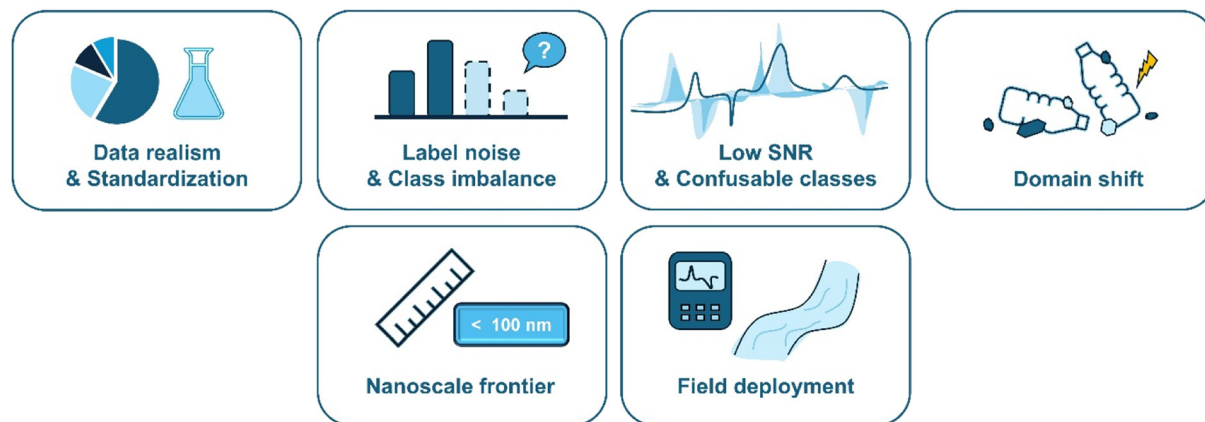 ?
Data realism
& Standardization
Label noise
& Class imbalance
Low SNR
& Confusable classes
Domain shift
< 100 nm
Nanoscale frontier
Field deployment